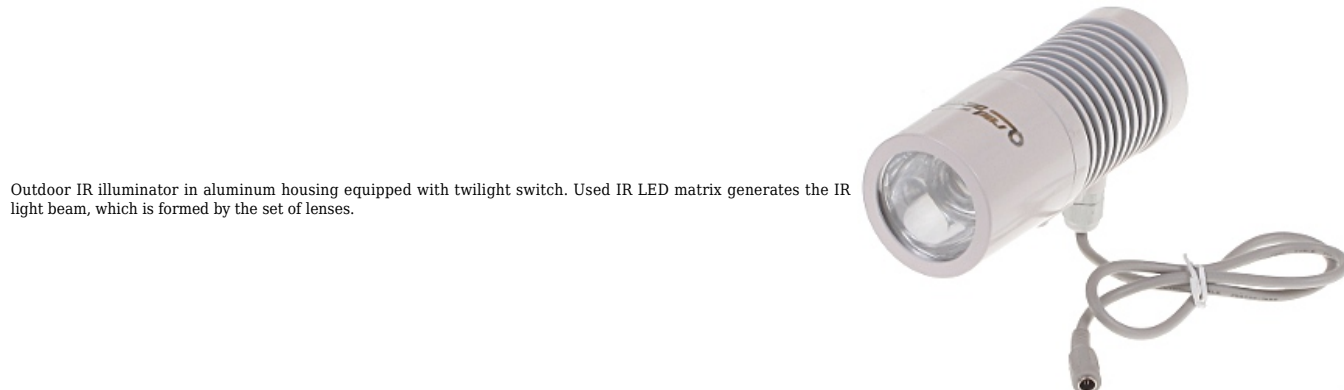 Outdoor IR illuminator in aluminum housing equipped with twilight switch. Used IR LED matrix generates the IR
light beam, which is formed by the set of lenses.